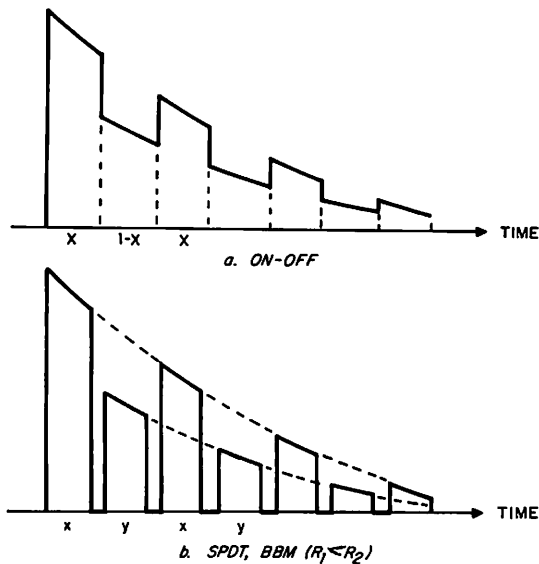 TIME
X 1-X X
a. ON-OFF
TIME
x y x y
b. SPDT, BBM (R₁<R₂)